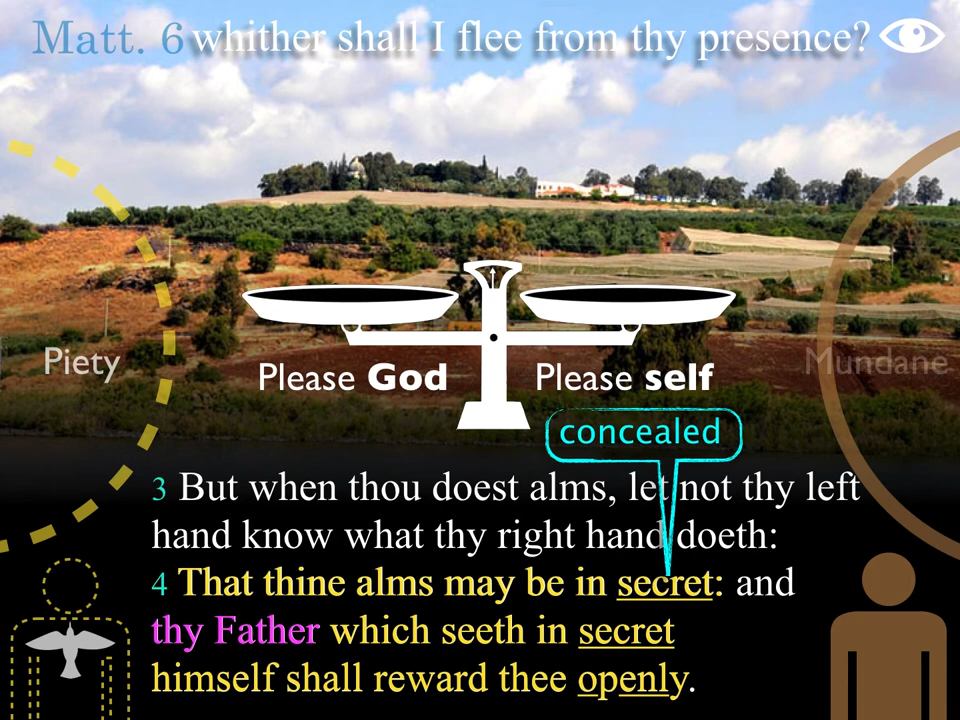 Matt. 6 whither shall I flee from thy presence?
Piety
Mundane
Please God
Please self
concealed
3 But when thou doest alms, let not thy left
hand know what thy right hand doeth:
4 That thine alms may be in secret: and
thy Father which seeth in secret
himself shall reward thee openly.